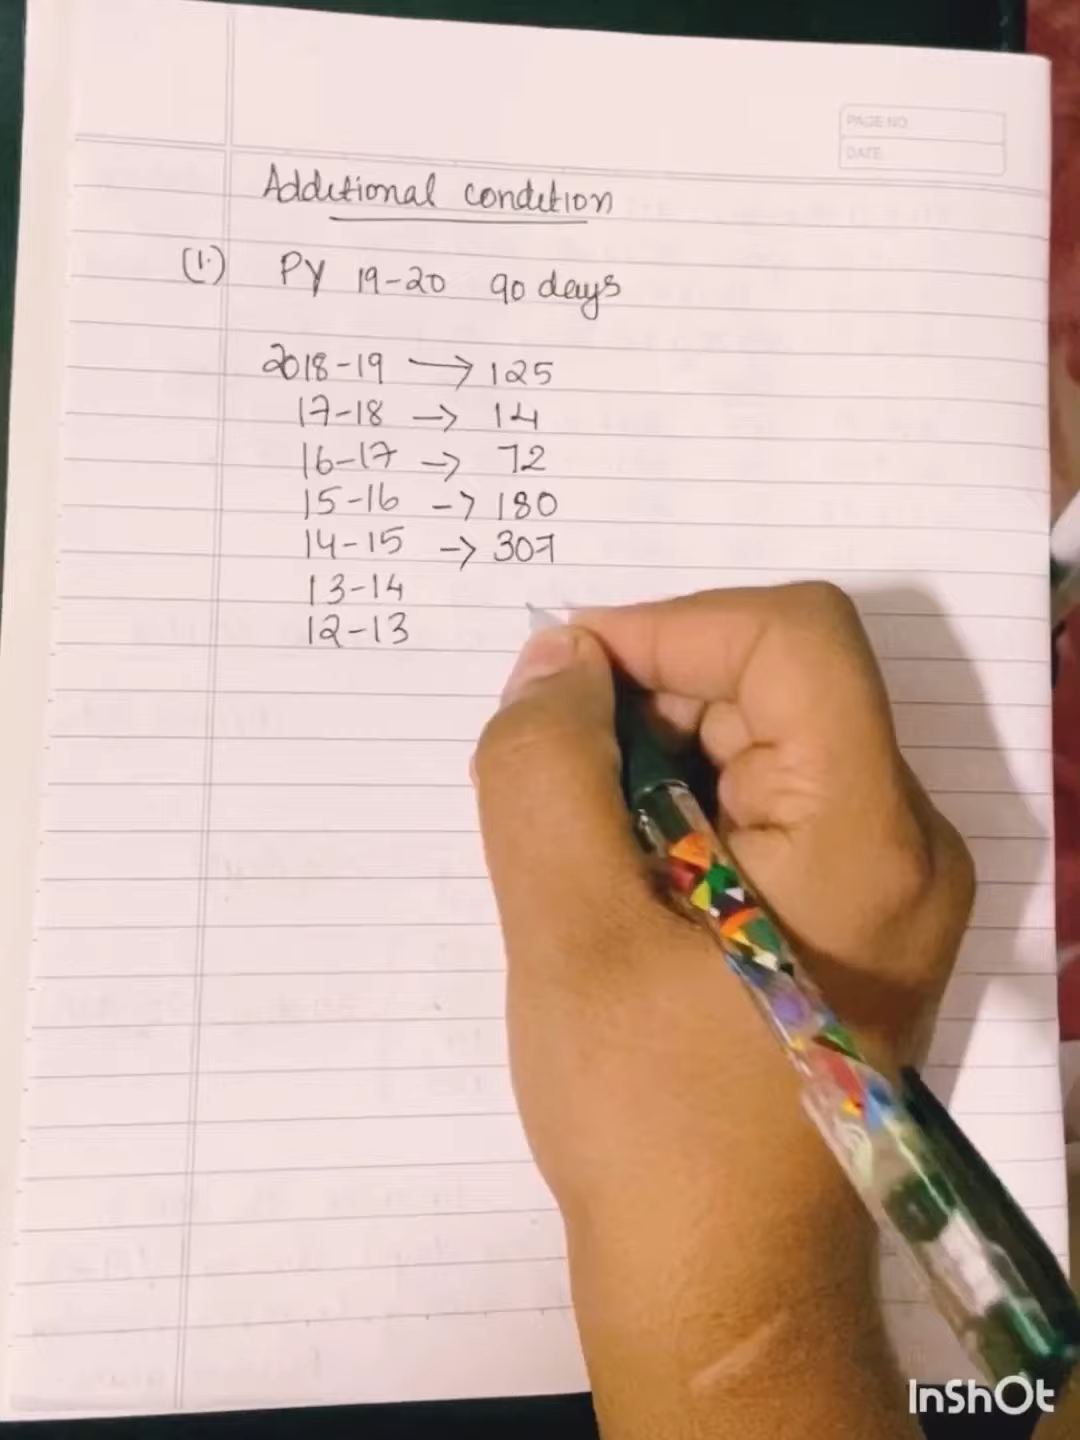 PAGE NO.
DATE
Additional condition
(1.) PY 19-20 90 days
2018-19 → 125
17-18 → 14
16-17 → 72
15-16 → 180
14-15 → 307
13-14
12-13
InShOt